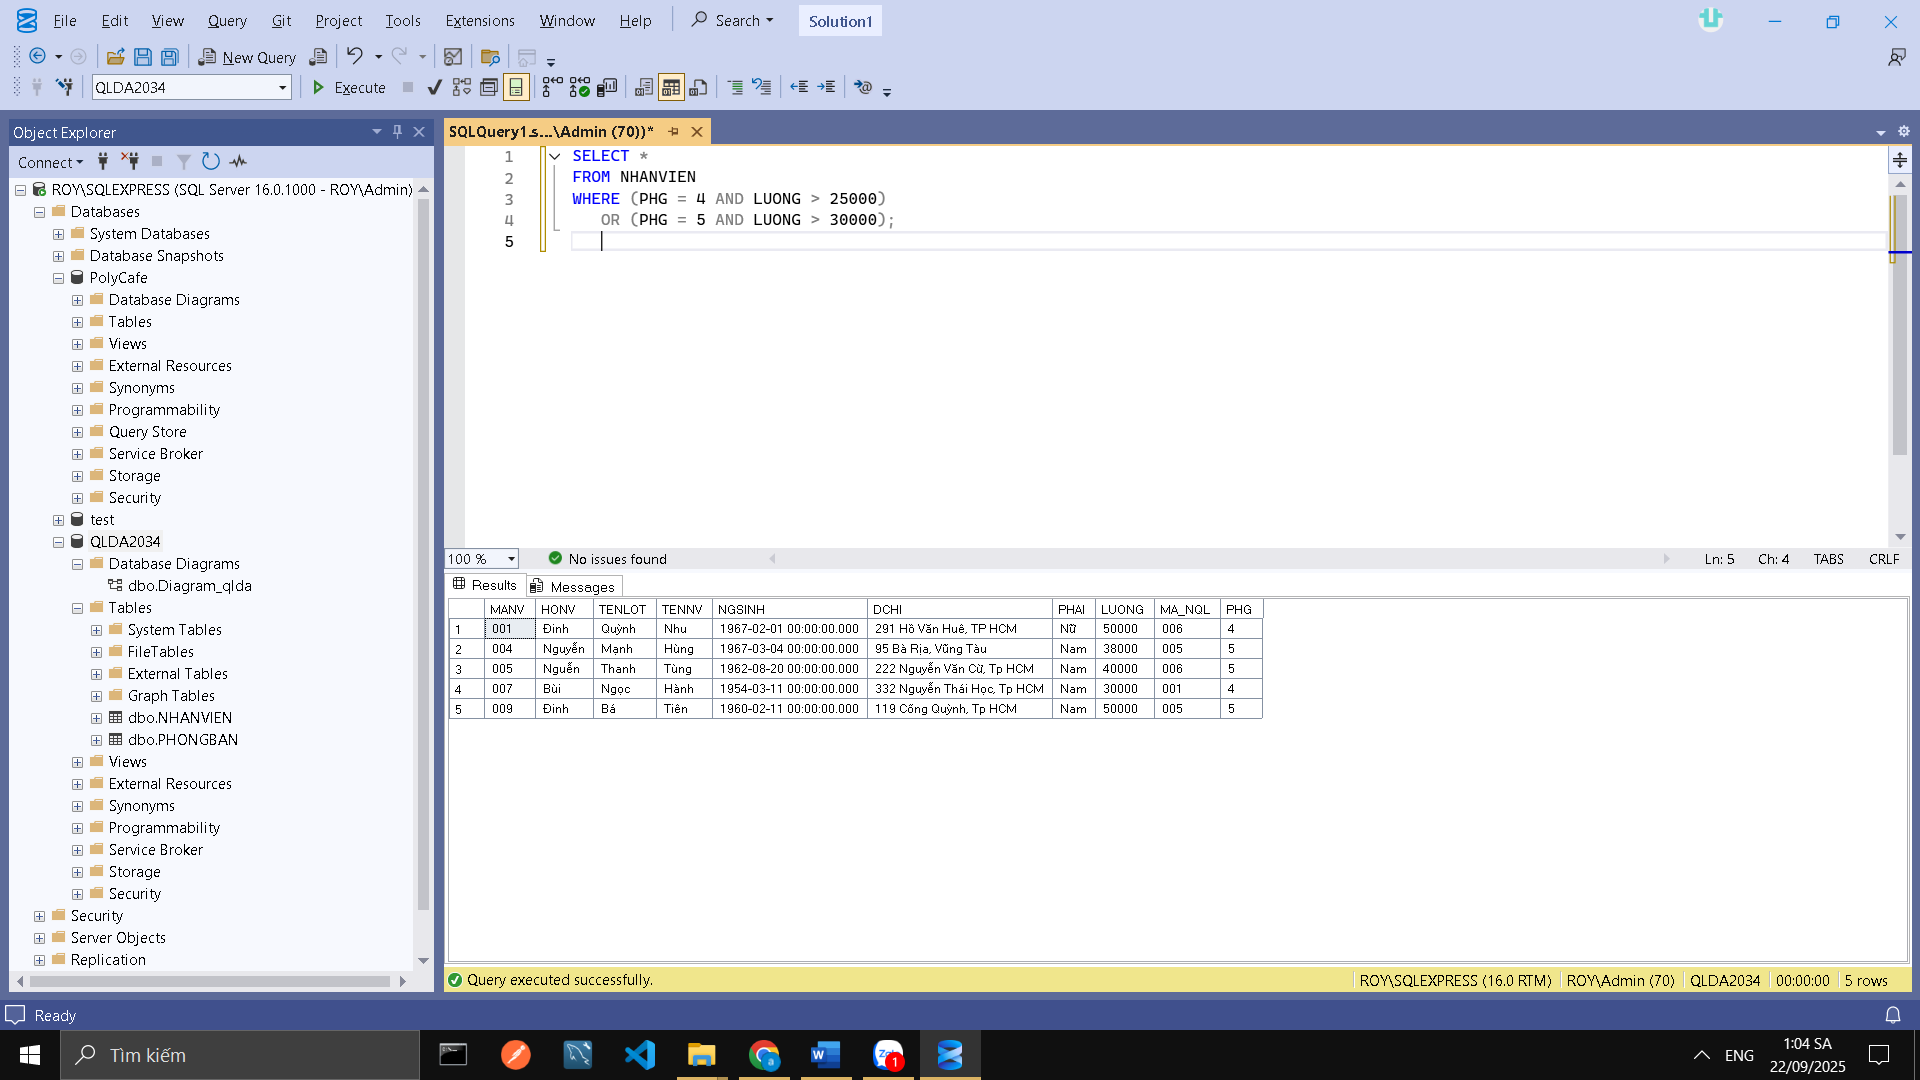 File Edit View Query Git Project Tools Extensions Window Help Search Solution1
New Query
QLDA2034 Execute
Object Explorer
Connect
ROY\SQLEXPRESS (SQL Server 16.0.1000 - ROY\Admin)
Databases
System Databases
Database Snapshots
PolyCafe
Database Diagrams
Tables
Views
External Resources
Synonyms
Programmability
Query Store
Service Broker
Storage
Security
test
QLDA2034
Database Diagrams
dbo.Diagram_qlda
Tables
System Tables
FileTables
External Tables
Graph Tables
dbo.NHANVIEN
dbo.PHONGBAN
Views
External Resources
Synonyms
Programmability
Service Broker
Storage
Security
Security
Server Objects
Replication
SQLQuery1.s...\Admin (70))*
1 SELECT *
2 FROM NHANVIEN
3 WHERE (PHG = 4 AND LUONG > 25000)
4 OR (PHG = 5 AND LUONG > 30000);
5
100 % No issues found Ln: 5 Ch: 4 TABS CRLF
Results Messages
MANV HONV TENLOT TENNV NGSINH DCHI PHAI LUONG MA_NQL PHG
1 001 Đinh Quỳnh Như 1967-02-01 00:00:00.000 291 Hồ Văn Huê, TP HCM Nữ 50000 006 4
2 004 Nguyễn Mạnh Hùng 1967-03-04 00:00:00.000 95 Bà Rịa, Vũng Tàu Nam 38000 005 5
3 005 Nguễn Thanh Tùng 1962-08-20 00:00:00.000 222 Nguyễn Văn Cừ, Tp HCM Nam 40000 006 5
4 007 Bùi Ngọc Hành 1954-03-11 00:00:00.000 332 Nguyễn Thái Học, Tp HCM Nam 30000 001 4
5 009 Đinh Bá Tiên 1960-02-11 00:00:00.000 119 Cống Quỳnh, Tp HCM Nam 50000 005 5
Query executed successfully. ROY\SQLEXPRESS (16.0 RTM) ROY\Admin (70) QLDA2034 00:00:00 5 rows
Ready
Tìm kiếm
1
ENG
1:04 SA
22/09/2025